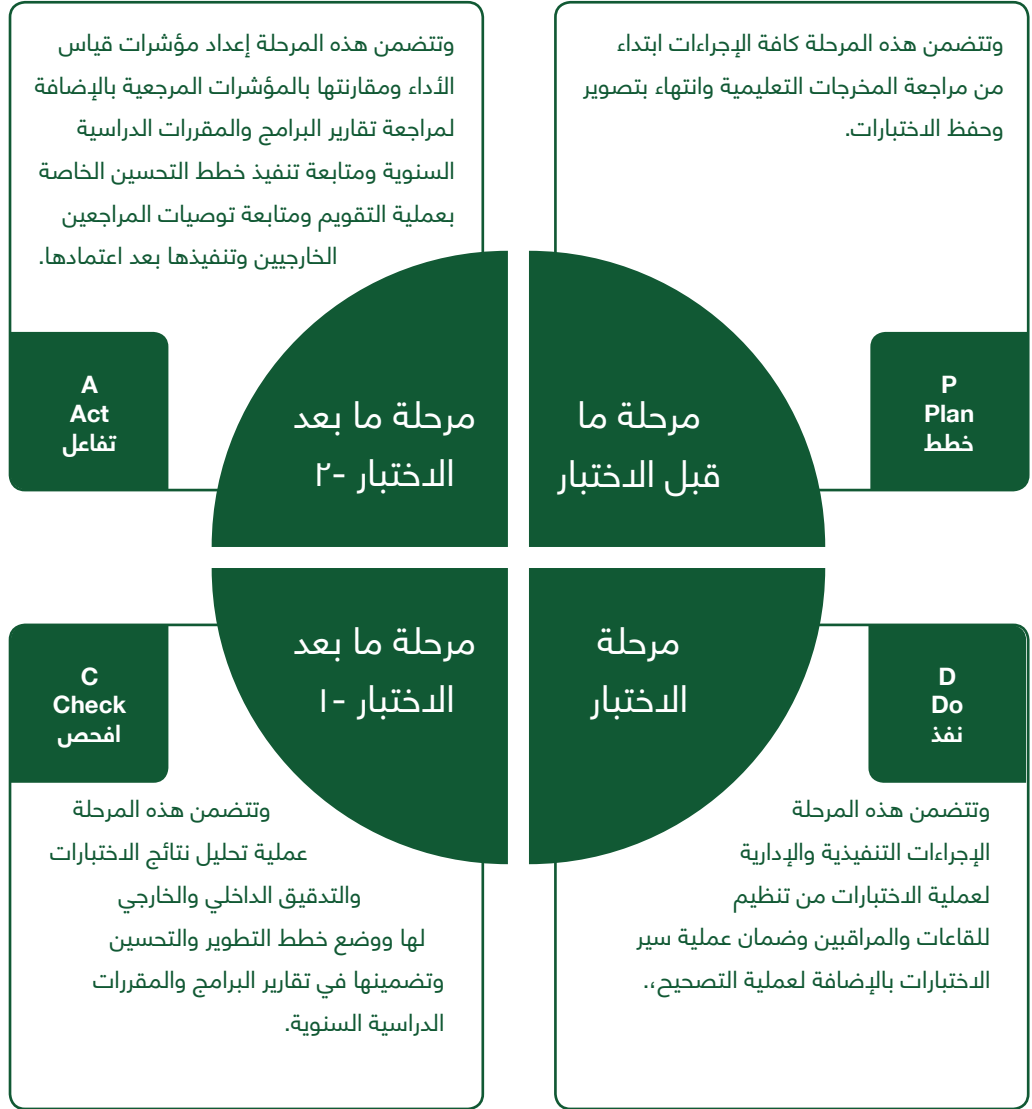 وتتضمن هذه المرحلة كافة الإجراءات ابتداء
من مراجعة المخرجات التعليمية وانتهاء بتصوير
وحفظ الاختبارات.
P
Plan
خطط
مرحلة ما
قبل الاختبار
وتتضمن هذه المرحلة إعداد مؤشرات قياس
الأداء ومقارنتها بالمؤشرات المرجعية بالإضافة
لمراجعة تقارير البرامج والمقررات الدراسية
السنوية ومتابعة تنفيذ خطط التحسين الخاصة
بعملية التقويم ومتابعة توصيات المراجعين
الخارجيين وتنفيذها بعد اعتمادها.
A
Act
تفاعل
مرحلة ما بعد
الاختبار -٢
D
Do
نفذ
مرحلة
الاختبار
وتتضمن هذه المرحلة
الإجراءات التنفيذية والإدارية
لعملية الاختبارات من تنظيم
للقاعات والمراقبين وضمان عملية سير
الاختبارات بالإضافة لعملية التصحيح،.
C
Check
افحص
مرحلة ما بعد
الاختبار -١
وتتضمن هذه المرحلة
عملية تحليل نتائج الاختبارات
والتدقيق الداخلي والخارجي
لها ووضع خطط التطوير والتحسين
وتضمينها في تقارير البرامج والمقررات
الدراسية السنوية.